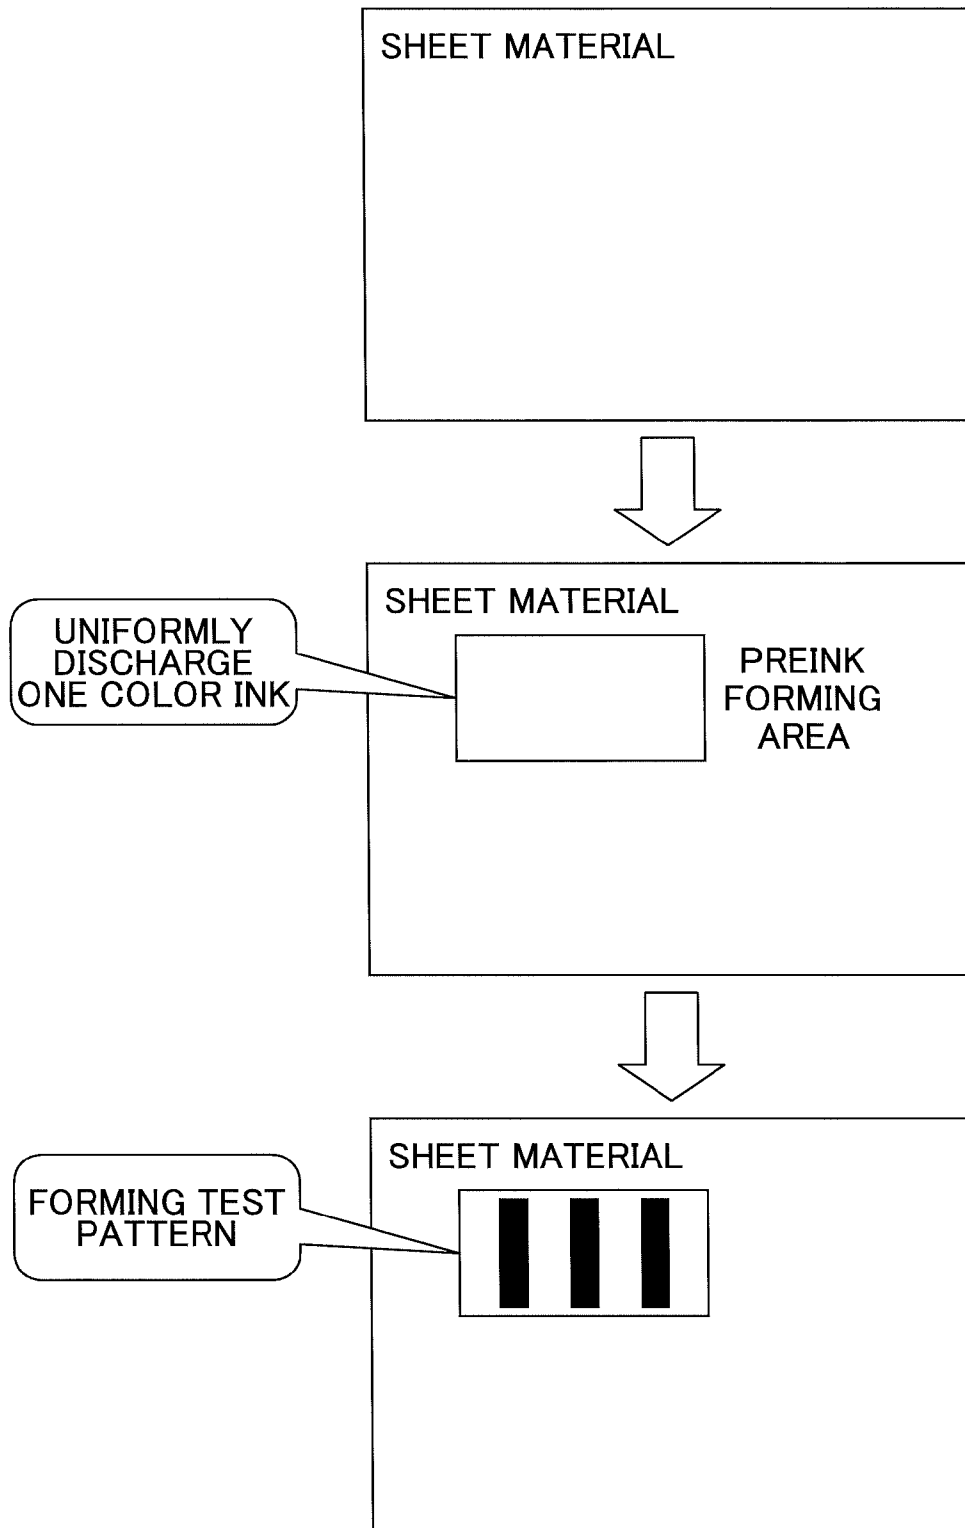 SHEET MATERIAL
SHEET MATERIAL
UNIFORMLY
DISCHARGE
ONE COLOR INK
PREINK
FORMING
AREA
SHEET MATERIAL
FORMING TEST
PATTERN